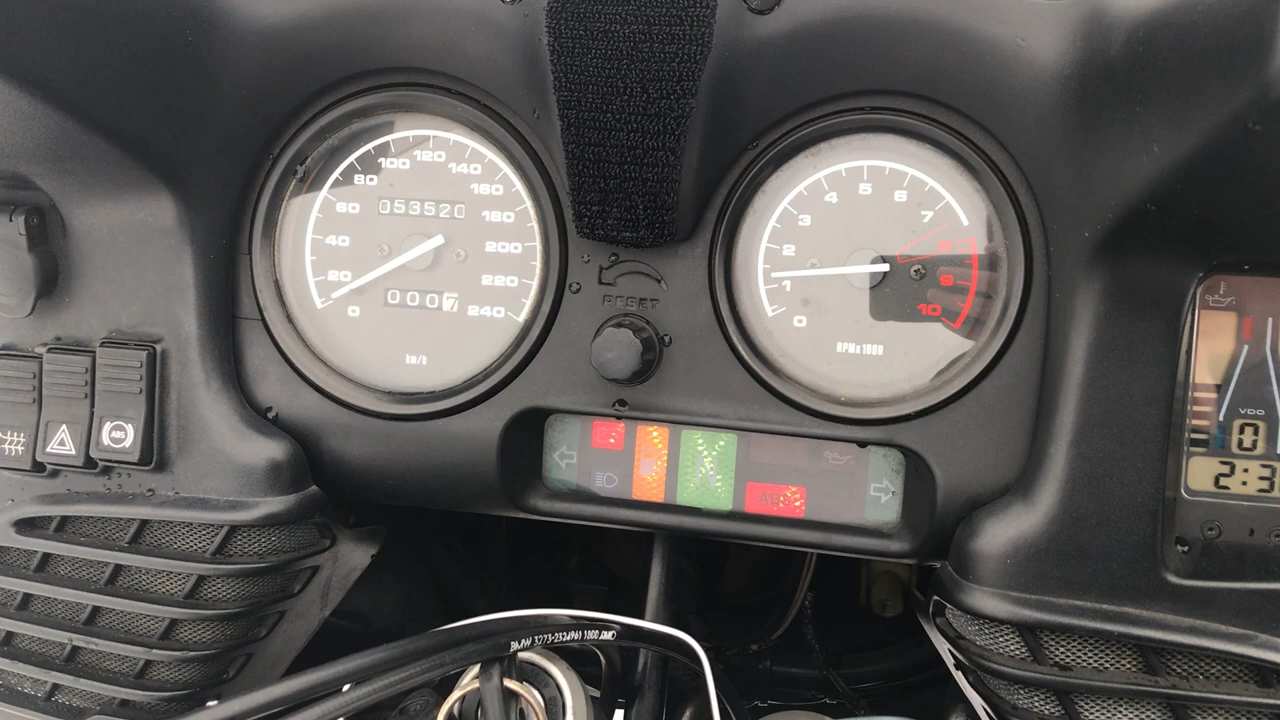 100 120 140
80 160
60 053520 180
40 200
20 220
0 0007 240
km/h
RESET
4 5 6
3 7
2 8
1 9
0 10
RPM x 1000
N
ABS
ABS
VDO
0
2:3
BMW 3273-2324961 1800